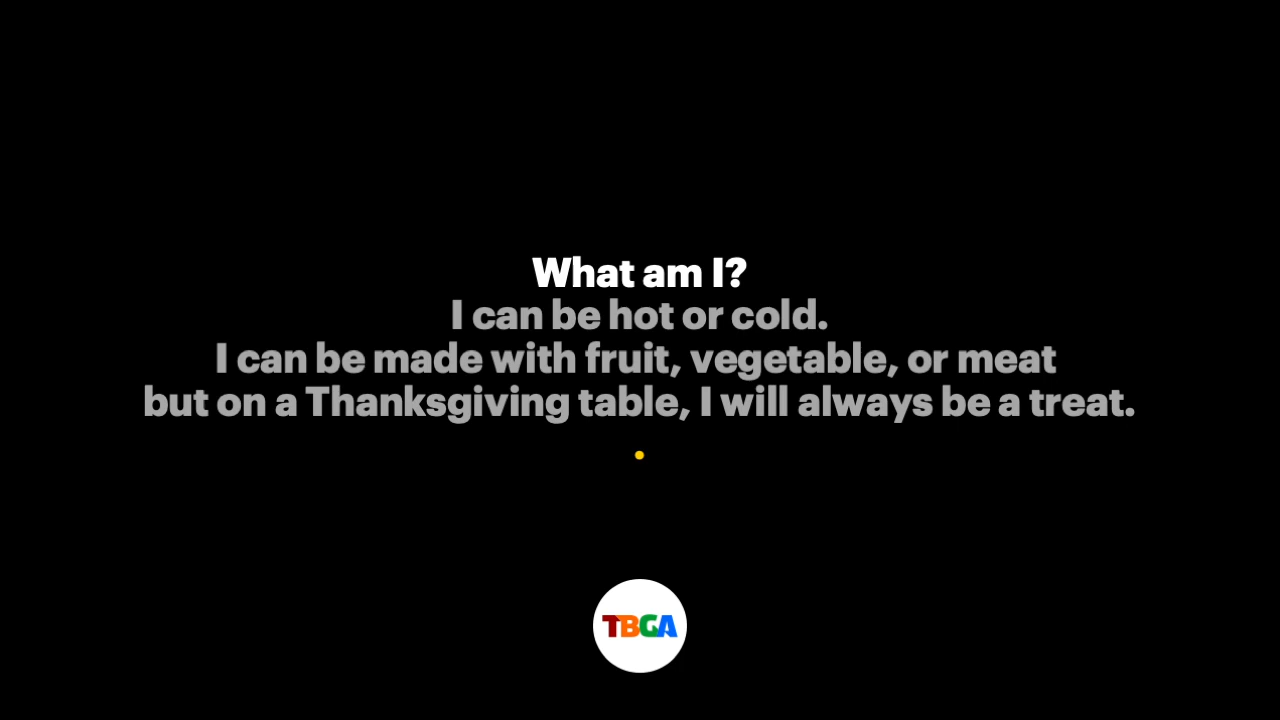 What am I?
I can be hot or cold.
I can be made with fruit, vegetable, or meat
but on a Thanksgiving table, I will always be a treat.
TBGA